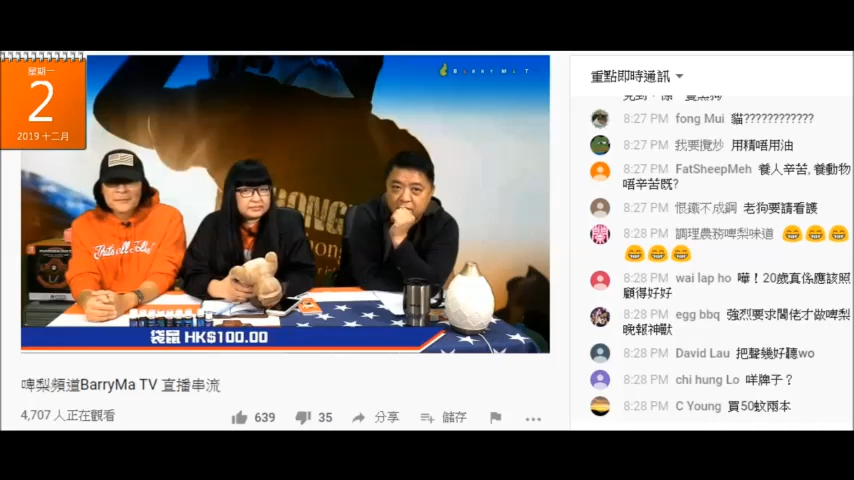 星期一
2
2019 十二月
BARRYMAT
That's all Folks!
袋鼠 HK$100.00
啤梨頻道BarryMa TV 直播串流
4,707 人正在觀看
639
35
分享
儲存
重點即時通訊
8:27 PM fong Mui 貓????????????
8:27 PM 我要攬炒 用精唔用油
8:27 PM FatSheepMeh 養人辛苦, 養動物
唔辛苦既?
8:27 PM 恨鐵不成鋼 老狗要請看護
8:28 PM 調理農務啤梨味道 😁😁😁
😁😁😁
8:28 PM wai lap ho 嘩！20歲真係應該照
顧得好好
8:28 PM egg bbq 強烈要求閪佬才做啤梨
晚報神獸
8:28 PM David Lau 把聲幾好聽wo
8:28 PM chi hung Lo 咩牌子？
8:28 PM C Young 買50蚊兩本